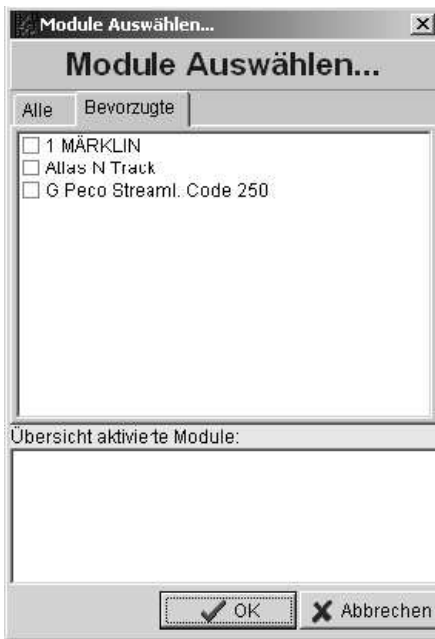 Module Auswählen...
Module Auswählen...
Alle Bevorzugte
1 MÄRKLIN
Atlas N Track
G Peco Streaml. Code 250
Übersicht aktivierte Module:
OK Abbrechen